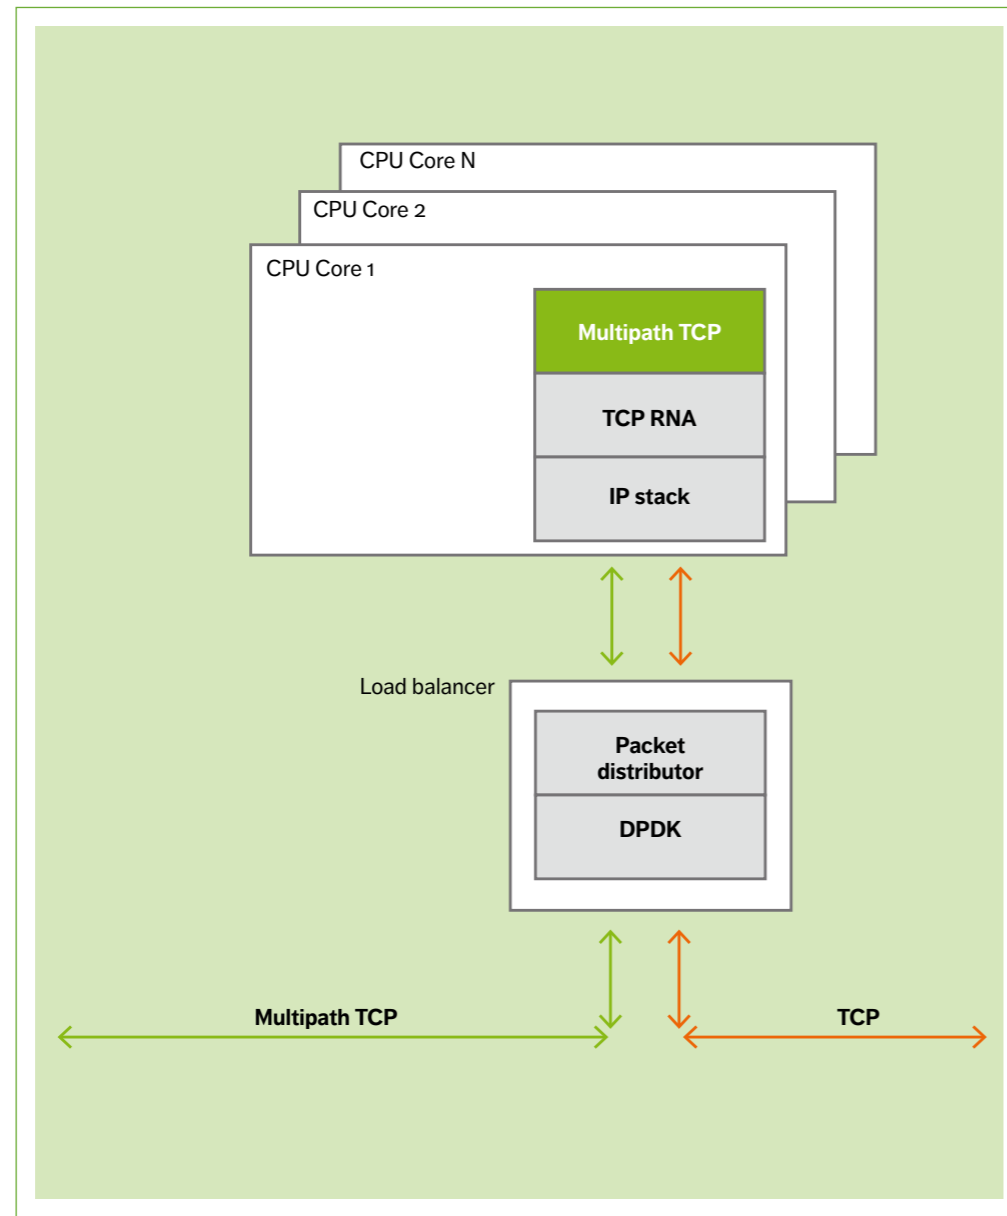 CPU Core N
CPU Core 2
CPU Core 1
Multipath TCP
TCP RNA
IP stack
Load balancer
Packet
distributor
DPDK
Multipath TCP
TCP